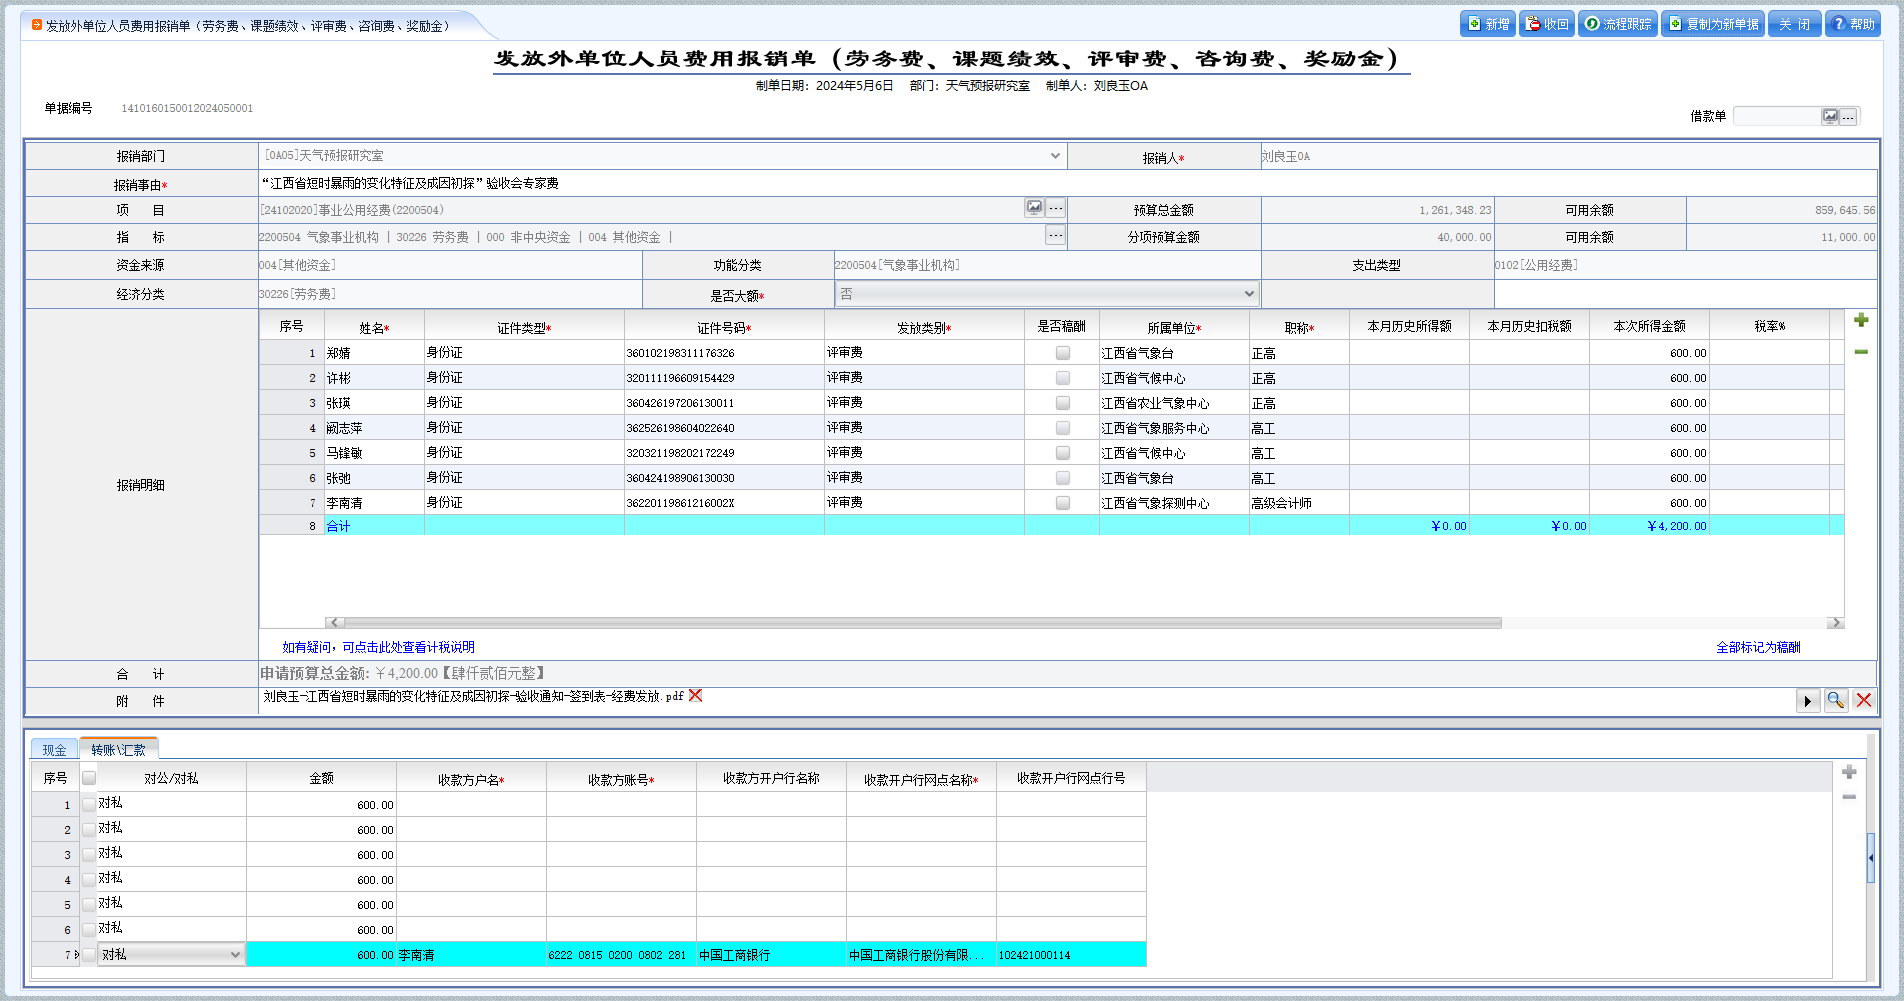 发放外单位人员费用报销单（劳务费、课题绩效、评审费、咨询费、奖励金）
新增 收回 流程跟踪 复制为新单据 关 闭 帮助
发放外单位人员费用报销单（劳务费、课题绩效、评审费、咨询费、奖励金）
制单日期：2024年5月6日 部门：天气预报研究室 制单人：刘良玉OA
单据编号 1410160150012024050001
借款单 ...
报销部门 [0A05]天气预报研究室 报销人* 刘良玉OA
报销事由* “江西省短时暴雨的变化特征及成因初探”验收会专家费
项 目 [24102020]事业公用经费(2200504) ... 预算总金额 1,261,348.23 可用余额 859,645.56
指 标 2200504 气象事业机构 | 30226 劳务费 | 000 非中央资金 | 004 其他资金 | ... 分项预算金额 40,000.00 可用余额 11,000.00
资金来源 004[其他资金] 功能分类 2200504[气象事业机构] 支出类型 0102[公用经费]
经济分类 30226[劳务费] 是否大额* 否
报销明细
序号 姓名* 证件类型* 证件号码* 发放类别* 是否稿酬 所属单位* 职称* 本月历史所得额 本月历史扣税额 本次所得金额 税率%
1 郑婧 身份证 360102198311176326 评审费 江西省气象台 正高 600.00
2 许彬 身份证 320111196609154429 评审费 江西省气候中心 正高 600.00
3 张瑛 身份证 360426197206130011 评审费 江西省农业气象中心 正高 600.00
4 阙志萍 身份证 362526198604022640 评审费 江西省气象服务中心 高工 600.00
5 马锋敏 身份证 320321198202172249 评审费 江西省气候中心 高工 600.00
6 张弛 身份证 360424198906130030 评审费 江西省气象台 高工 600.00
7 李南清 身份证 36220119861216002X 评审费 江西省气象探测中心 高级会计师 600.00
8 合计 ￥0.00 ￥0.00 ￥4,200.00
如有疑问，可点击此处查看计税说明 全部标记为稿酬
合 计 申请预算总金额: ￥4,200.00【肆仟贰佰元整】
附 件 刘良玉-江西省短时暴雨的变化特征及成因初探-验收通知-签到表-经费发放.pdf
现金 转账\汇款
序号 对公/对私 金额 收款方户名* 收款方账号* 收款方开户行名称 收款开户行网点名称* 收款开户行网点行号
1 对私 600.00
2 对私 600.00
3 对私 600.00
4 对私 600.00
5 对私 600.00
6 对私 600.00
7 对私 600.00 李南清 6222 0815 0200 0802 281 中国工商银行 中国工商银行股份有限... 102421000114